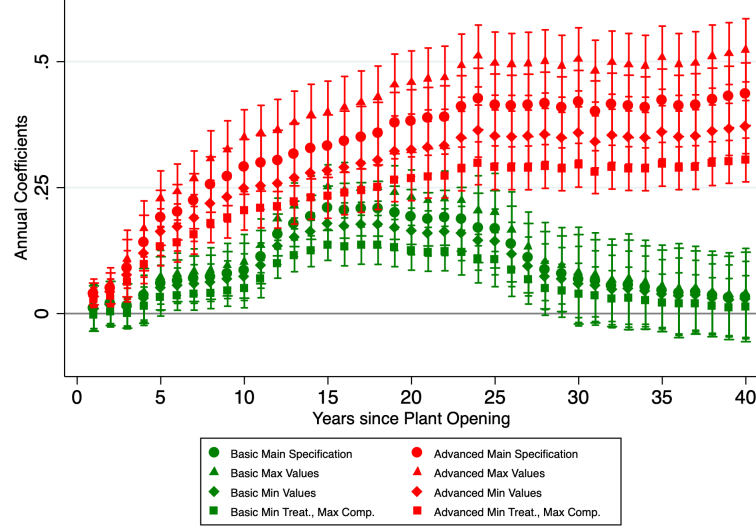 Annual Coefficients
.5
.25
0
0 5 10 15 20 25 30 35 40
Years since Plant Opening
Basic Main Specification Advanced Main Specification
Basic Max Values Advanced Max Values
Basic Min Values Advanced Min Values
Basic Min Treat., Max Comp. Advanced Min Treat., Max Comp.